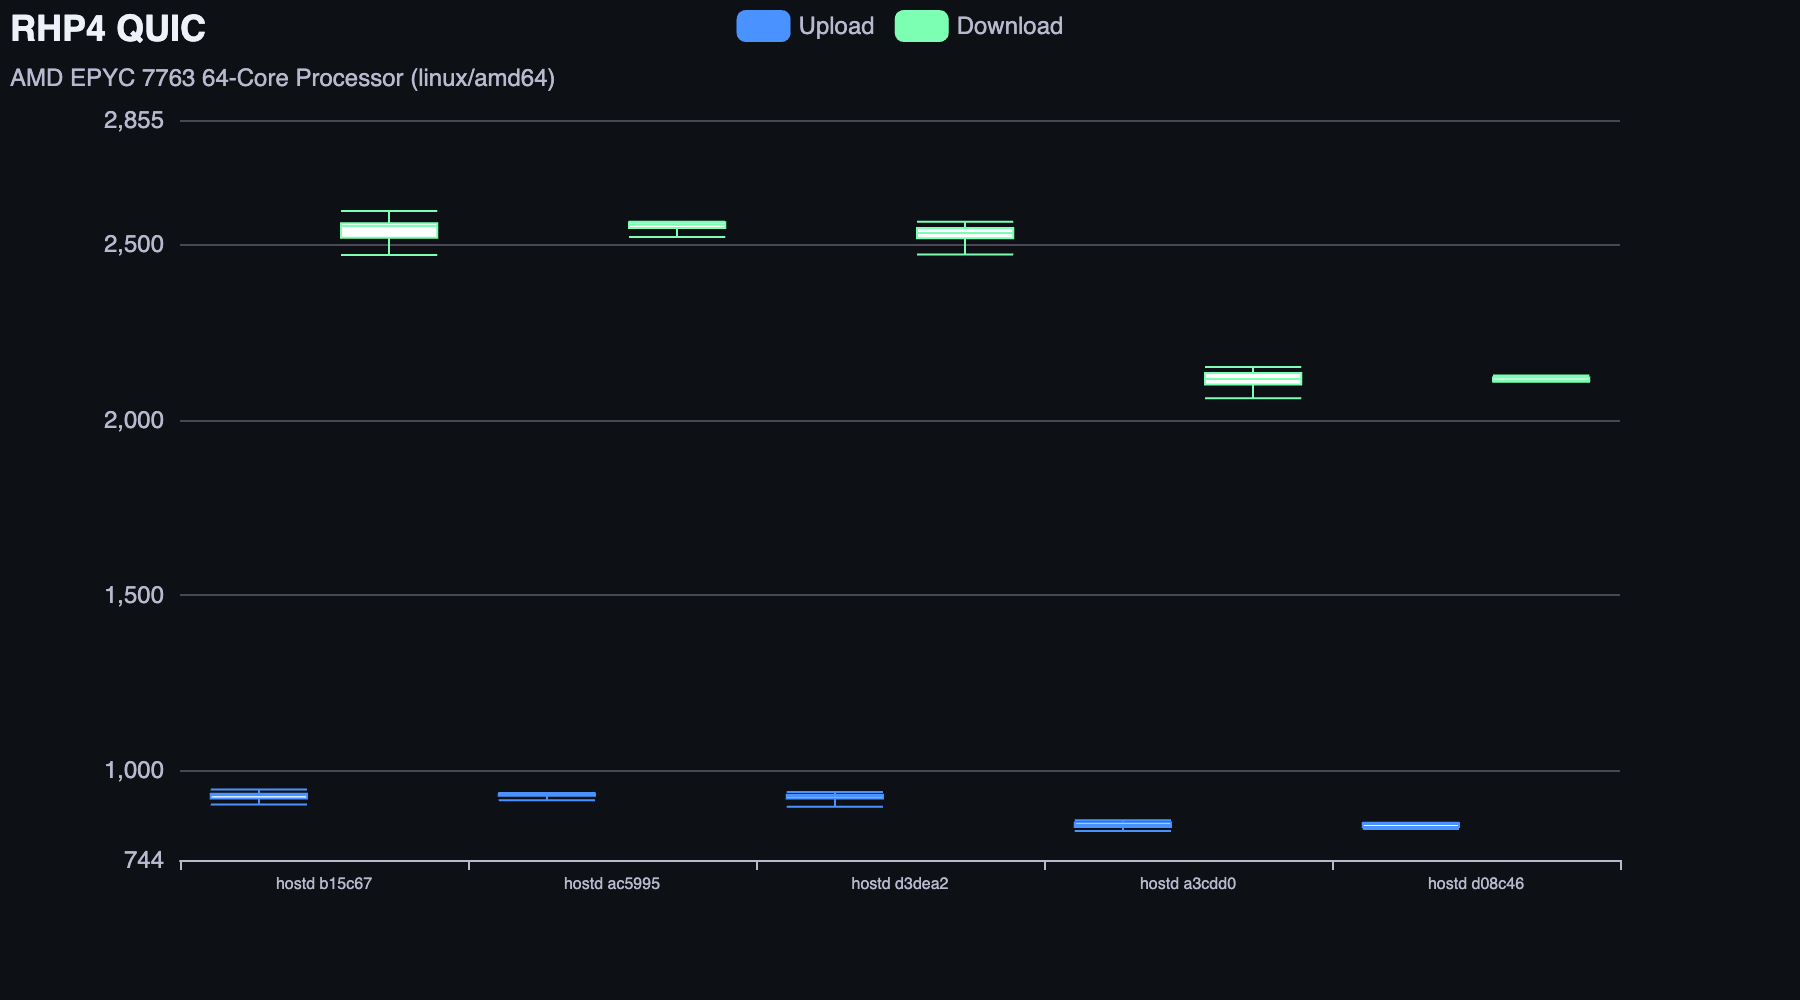 RHP4 QUIC
Upload
Download
AMD EPYC 7763 64-Core Processor (linux/amd64)
2,855
2,500
2,000
1,500
1,000
744
hostd b15c67
hostd ac5995
hostd d3dea2
hostd a3cdd0
hostd d08c46